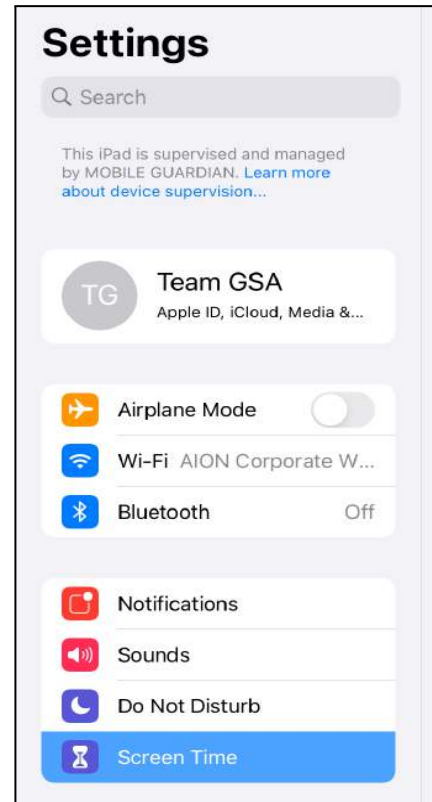 Settings
Search
This iPad is supervised and managed
by MOBILE GUARDIAN. Learn more
about device supervision...
TG
Team GSA
Apple ID, iCloud, Media &...
Airplane Mode
Wi-Fi AION Corporate W...
Bluetooth Off
Notifications
Sounds
Do Not Disturb
Screen Time